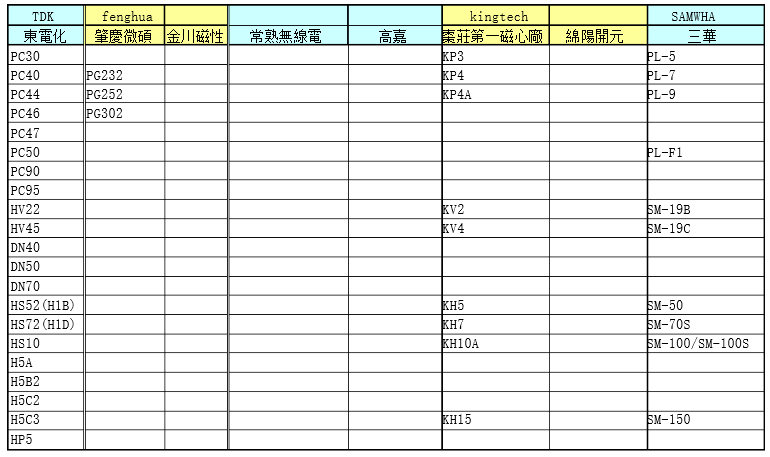 TDK fenghua kingtech SAMWHA
東電化 肇慶微碩 金川磁性 常熟無線電 高嘉 棗莊第一磁心廠 綿陽開元 三華
PC30 KP3 PL-5
PC40 PG232 KP4 PL-7
PC44 PG252 KP4A PL-9
PC46 PG302
PC47
PC50 PL-F1
PC90
PC95
HV22 KV2 SM-19B
HV45 KV4 SM-19C
DN40
DN50
DN70
HS52(H1B) KH5 SM-50
HS72(H1D) KH7 SM-70S
HS10 KH10A SM-100/SM-100S
H5A
H5B2
H5C2
H5C3 KH15 SM-150
HP5